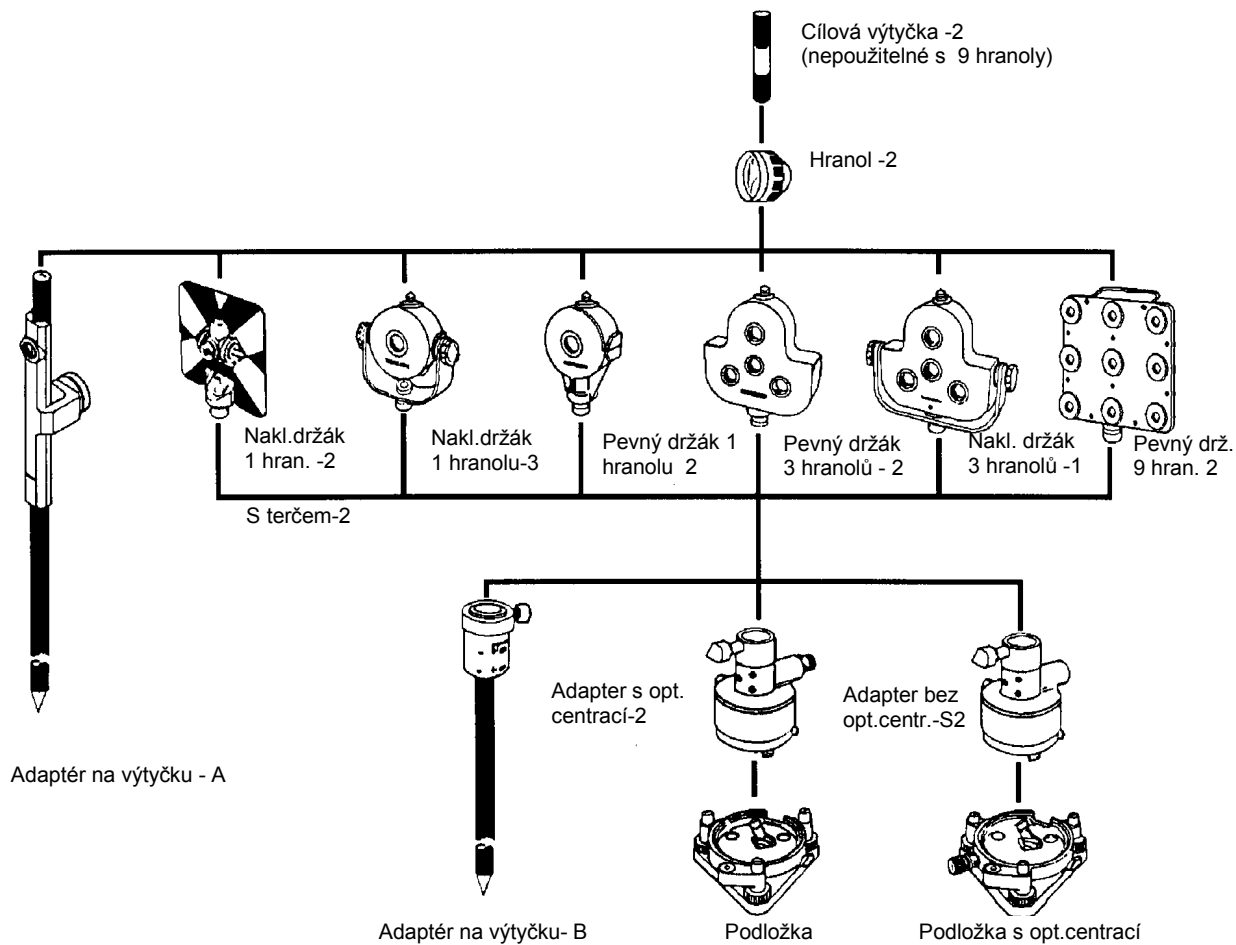 Cílová výtyčka -2
(nepoužitelné s  9 hranoly)
Hranol -2
Nakl.držák
1 hran. -2
Nakl.držák
1 hranolu-3
Pevný držák 1
hranolu  2
Pevný držák
3 hranolů - 2
Nakl. držák
3 hranolů -1
Pevný drž.
9 hran. 2
S terčem-2
Adapter s opt.
centrací-2
Adapter bez
opt.centr.-S2
Adaptér na výtyčku - A
Adaptér na výtyčku- B
Podložka
Podložka s opt.centrací